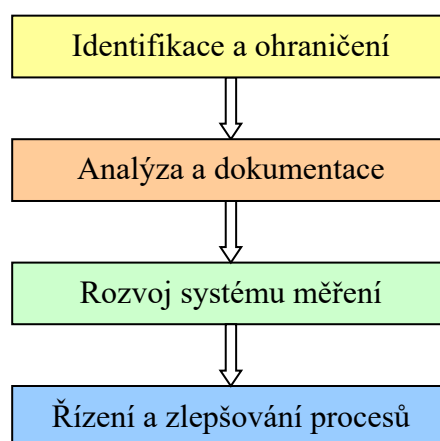 Identifikace a ohraničení
Analýza a dokumentace
Rozvoj systému měření
Řízení a zlepšování procesů